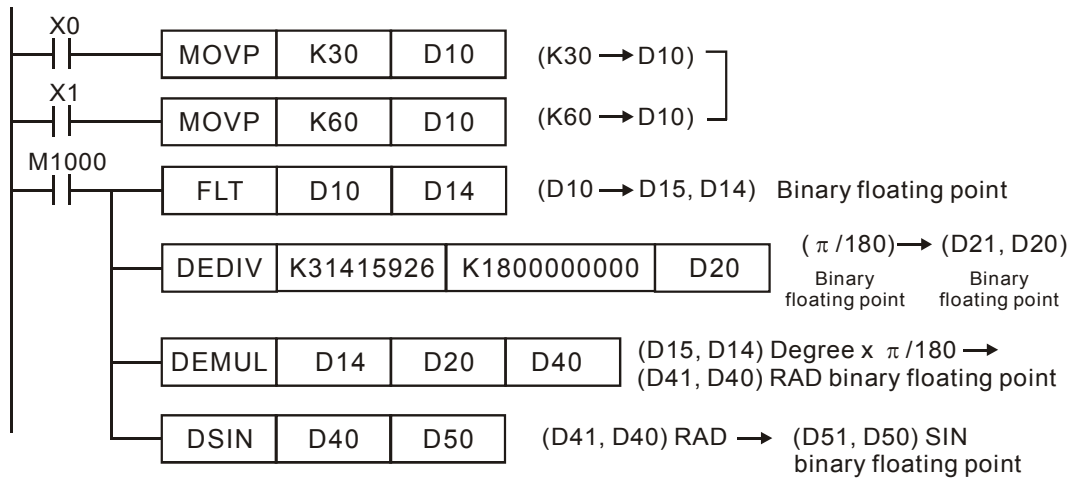 X0
MOVP K30 D10 (K30 → D10)
X1
MOVP K60 D10 (K60 → D10)
M1000
FLT D10 D14 (D10 → D15, D14) Binary floating point
DEDIV K31415926 K1800000000 D20 ( π /180) → (D21, D20)
Binary floating point Binary floating point
DEMUL D14 D20 D40 (D15, D14) Degree x π /180 →
(D41, D40) RAD binary floating point
DSIN D40 D50 (D41, D40) RAD → (D51, D50) SIN
binary floating point